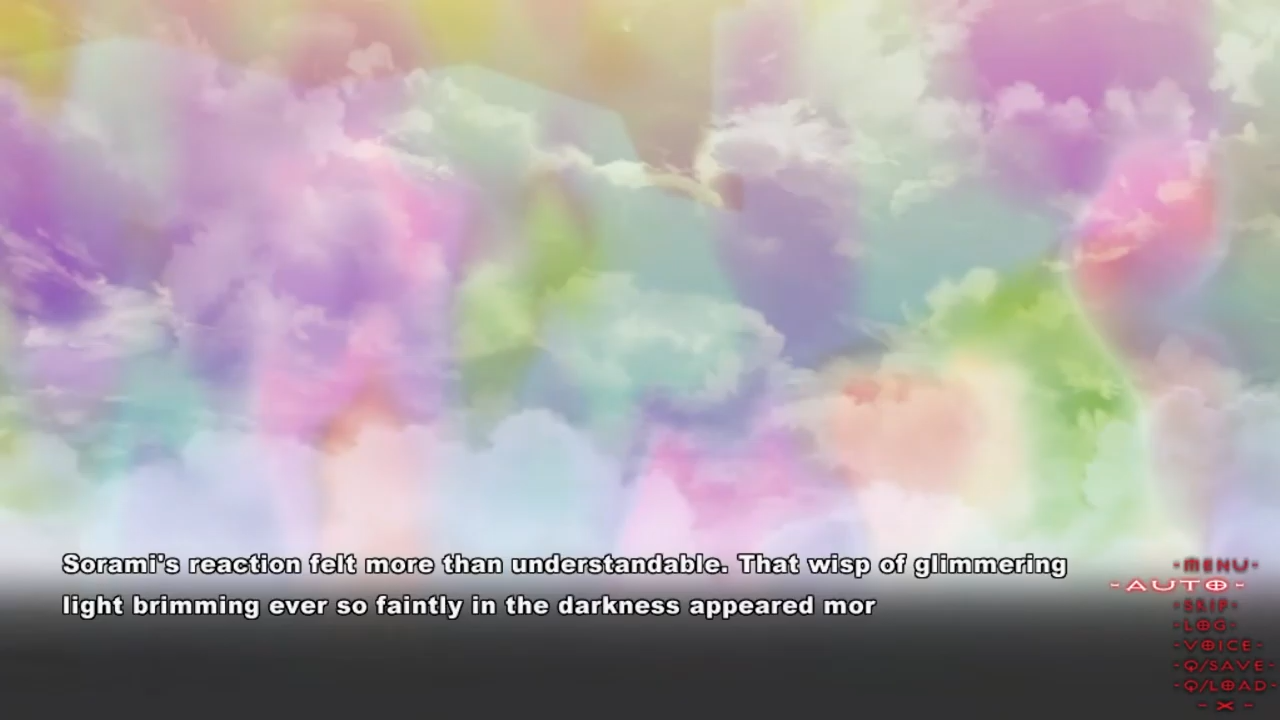 Sorami's reaction felt more than understandable. That wisp of glimmering
light brimming ever so faintly in the darkness appeared mor
-MENU-
-AUTO-
-SKIP-
-LOG-
-VOICE-
-Q/SAVE-
-Q/LOAD-
-×-